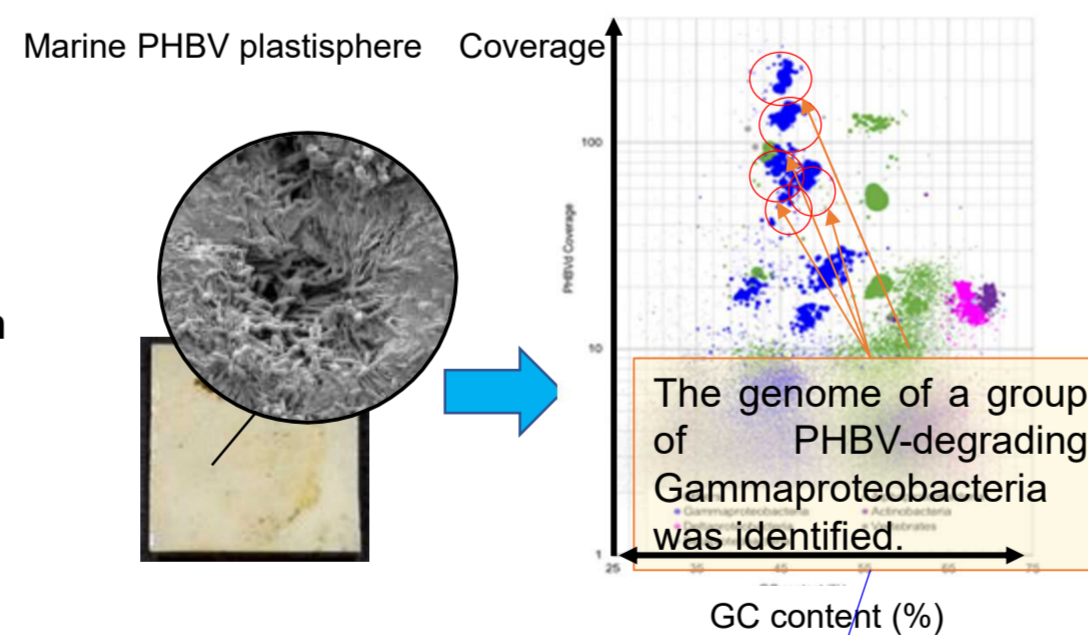 Marine PHBV plastisphere
Coverage
100
PHBVd Coverage
10
The genome of a group
of PHBV-degrading
Gammaproteobacteria
was identified.
Gammaproteobacteria
Actinobacteria
Deltaproteobacteria
Vertebrates
1
25
35
45
55
65
75
GC content (%)